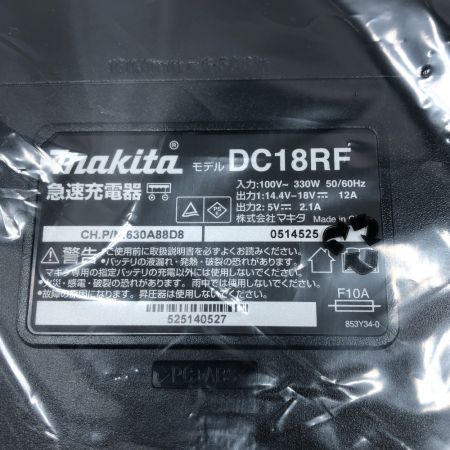 makita®
モデル DC18RF
急速充電器
入力:100V~ 330W 50/60Hz
出力1:14.4V⎓18V⎓ 12A
出力2:5V⎓ 2.1A
株式会社マキタ Made in
CH.P/N.630A88D8
0514525
⚠警告 •ご使用前に取扱説明書を必ずよくお読みください。
•バッテリの液漏れ・発熱・破裂の恐れがあります。
マキタ専用の指定バッテリの充電以外には使用しないでください。
•火災・感電・破裂の恐れあり。雨中では使用しないでください。
•故障の原因になります。昇圧器は使用しないでください。
F10A
853Y34-0
525140527
>PC+ABS<